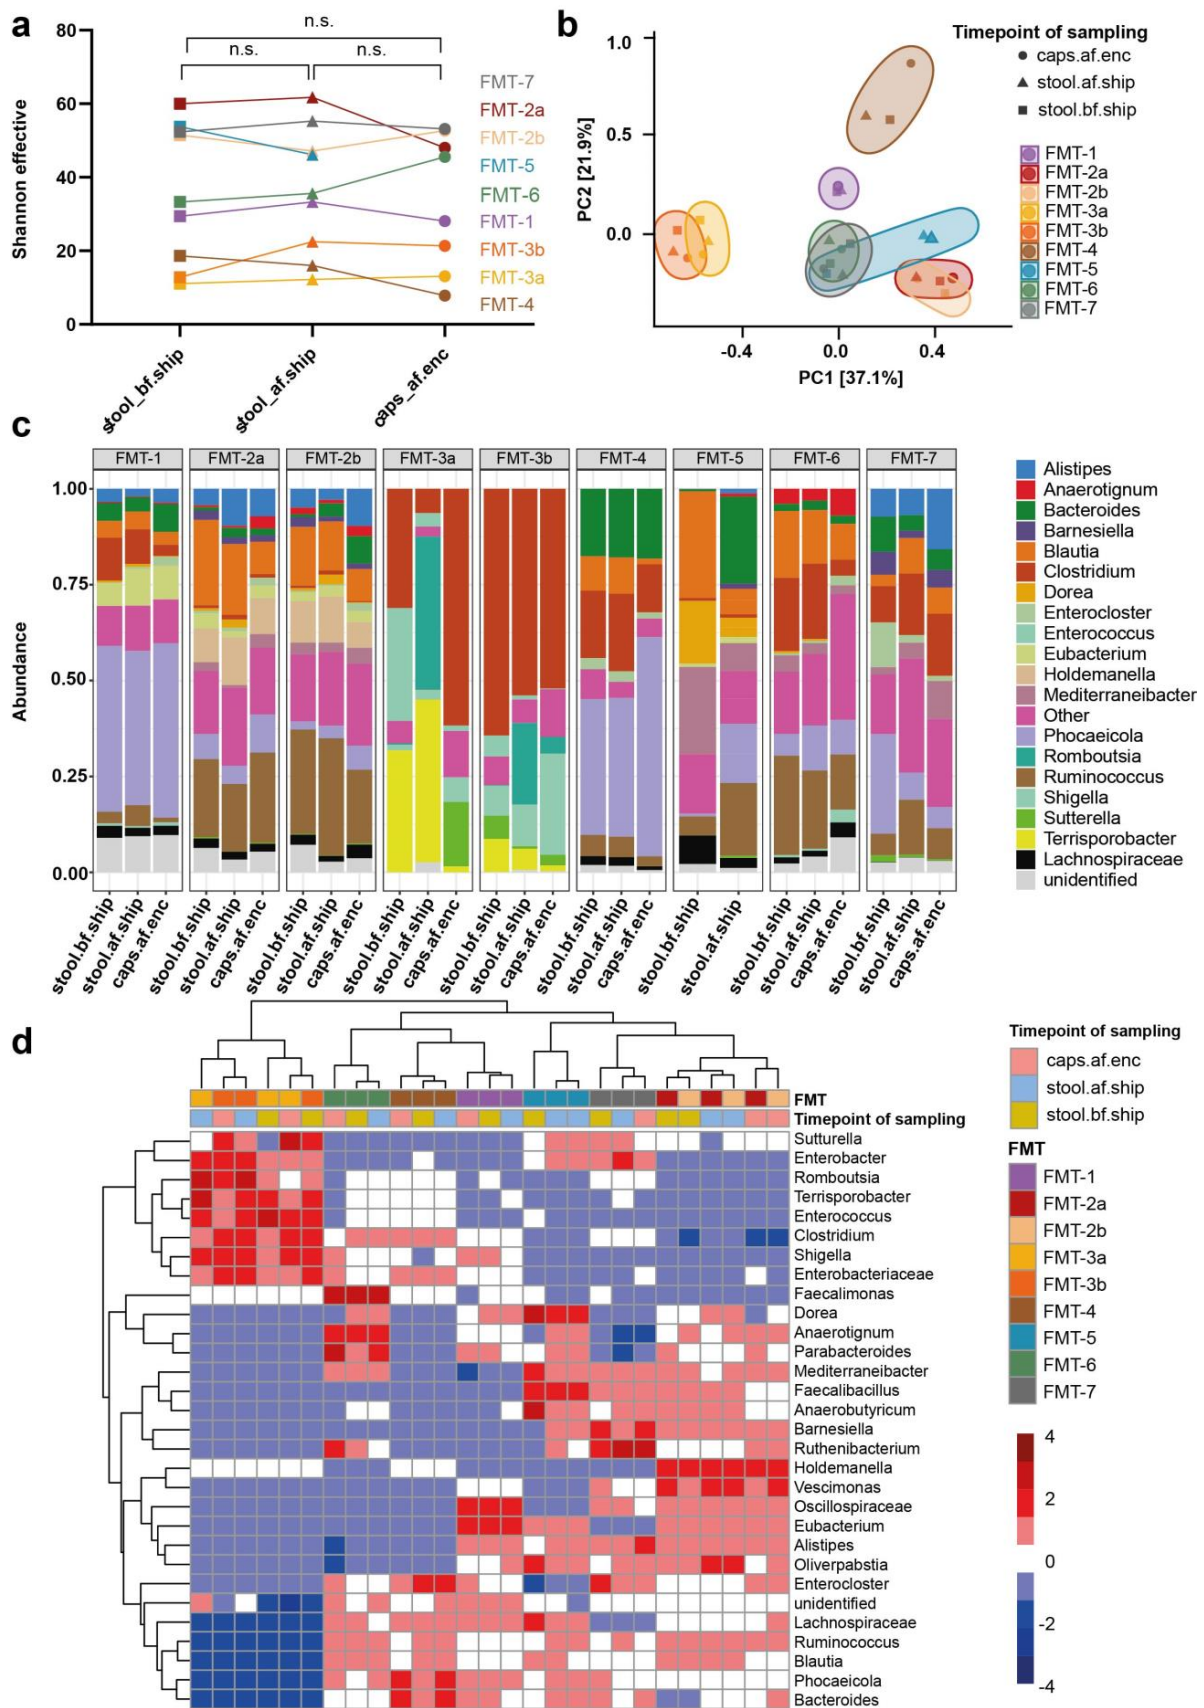 a
80
60
40
20
0
Shannon effective
n.s.
n.s.
n.s.
FMT-7
FMT-2a
FMT-2b
FMT-5
FMT-6
FMT-1
FMT-3b
FMT-3a
FMT-4
stool_bf.ship
stool_af.ship
caps_af.enc
b
1.0
0.5
0.0
PC2 [21.9%]
-0.4
0.0
0.4
PC1 [37.1%]
Timepoint of sampling
caps.af.enc
stool.af.ship
stool.bf.ship
FMT-1
FMT-2a
FMT-2b
FMT-3a
FMT-3b
FMT-4
FMT-5
FMT-6
FMT-7
c
FMT-1 FMT-2a FMT-2b FMT-3a FMT-3b FMT-4 FMT-5 FMT-6 FMT-7
1.00
0.75
0.50
0.25
0.00
Abundance
stool.bf.ship stool.af.ship caps.af.enc stool.bf.ship stool.af.ship caps.af.enc stool.bf.ship stool.af.ship caps.af.enc stool.bf.ship stool.af.ship caps.af.enc stool.bf.ship stool.af.ship caps.af.enc stool.bf.ship stool.af.ship caps.af.enc stool.bf.ship stool.af.ship stool.bf.ship stool.af.ship caps.af.enc stool.bf.ship stool.af.ship caps.af.enc
Alistipes
Anaerotignum
Bacteroides
Barnesiella
Blautia
Clostridium
Dorea
Enterocloster
Enterococcus
Eubacterium
Holdemanella
Mediterraneibacter
Other
Phocaeicola
Romboutsia
Ruminococcus
Shigella
Sutterella
Terrisporobacter
Lachnospiraceae
unidentified
d
FMT
Timepoint of sampling
Sutturella
Enterobacter
Romboutsia
Terrisporobacter
Enterococcus
Clostridium
Shigella
Enterobacteriaceae
Faecalimonas
Dorea
Anaerotignum
Parabacteroides
Mediterraneibacter
Faecalibacillus
Anaerobutyricum
Barnesiella
Ruthenibacterium
Holdemanella
Vescimonas
Oscillospiraceae
Eubacterium
Alistipes
Oliverpabstia
Enterocloster
unidentified
Lachnospiraceae
Ruminococcus
Blautia
Phocaeicola
Bacteroides
Timepoint of sampling
caps.af.enc
stool.af.ship
stool.bf.ship
FMT
FMT-1
FMT-2a
FMT-2b
FMT-3a
FMT-3b
FMT-4
FMT-5
FMT-6
FMT-7
4
2
0
-2
-4